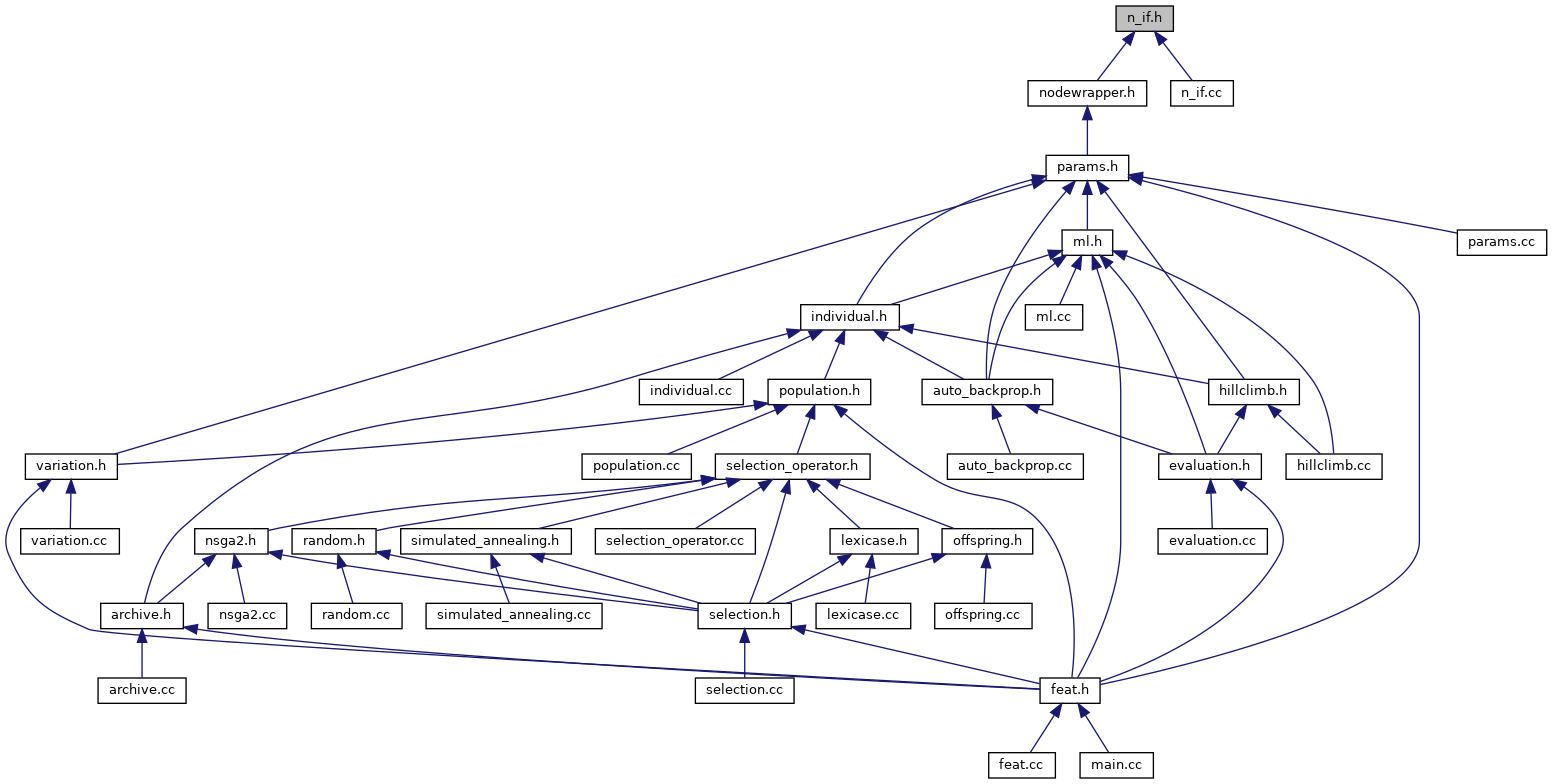 n_if.h
nodewrapper.h
n_if.cc
params.h
ml.h
params.cc
individual.h
ml.cc
individual.cc
population.h
auto_backprop.h
hillclimb.h
variation.h
population.cc
selection_operator.h
auto_backprop.cc
evaluation.h
hillclimb.cc
variation.cc
nsga2.h
random.h
simulated_annealing.h
selection_operator.cc
lexicase.h
offspring.h
evaluation.cc
archive.h
nsga2.cc
random.cc
simulated_annealing.cc
selection.h
lexicase.cc
offspring.cc
archive.cc
selection.cc
feat.h
feat.cc
main.cc